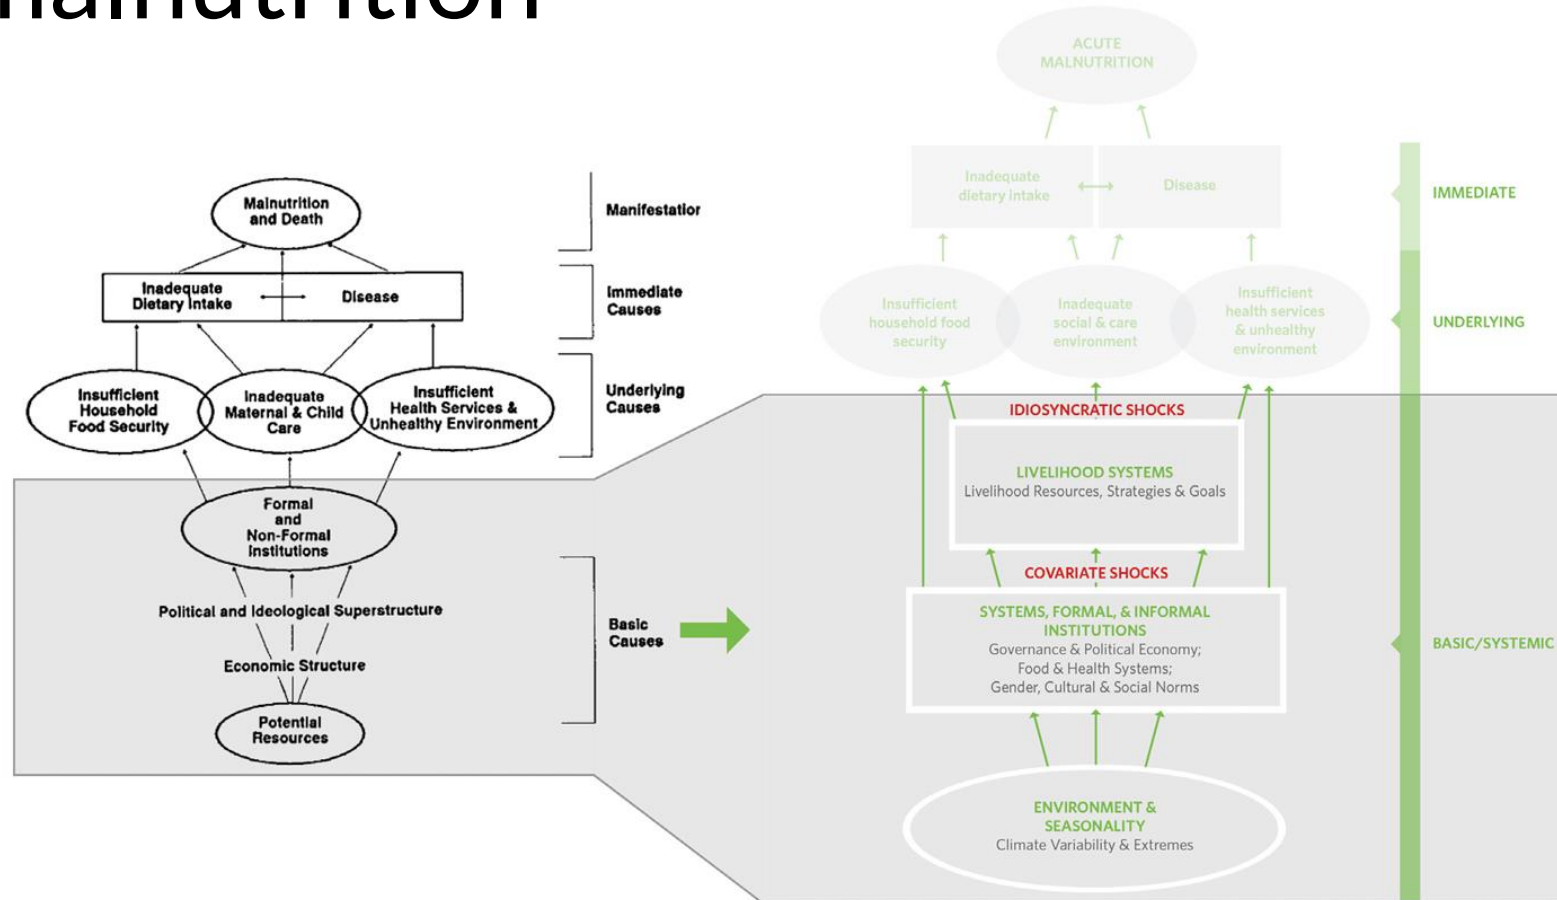 malnutrition
Malnutrition
and Death
Manifestation
Inadequate
Dietary Intake
Disease
Immediate
Causes
Insufficient
Household
Food Security
Inadequate
Maternal & Child
Care
Insufficient
Health Services &
Unhealthy Environment
Underlying
Causes
Formal
and
Non-Formal
Institutions
Political and Ideological Superstructure
Economic Structure
Potential
Resources
Basic
Causes
ACUTE
MALNUTRITION
Inadequate
dietary intake
Disease
IMMEDIATE
Insufficient
household food
security
Inadequate
social & care
environment
Insufficient
health services
& unhealthy
environment
UNDERLYING
IDIOSYNCRATIC SHOCKS
LIVELIHOOD SYSTEMS
Livelihood Resources, Strategies & Goals
COVARIATE SHOCKS
SYSTEMS, FORMAL, & INFORMAL
INSTITUTIONS
Governance & Political Economy;
Food & Health Systems;
Gender, Cultural & Social Norms
BASIC/SYSTEMIC
ENVIRONMENT &
SEASONALITY
Climate Variability & Extremes